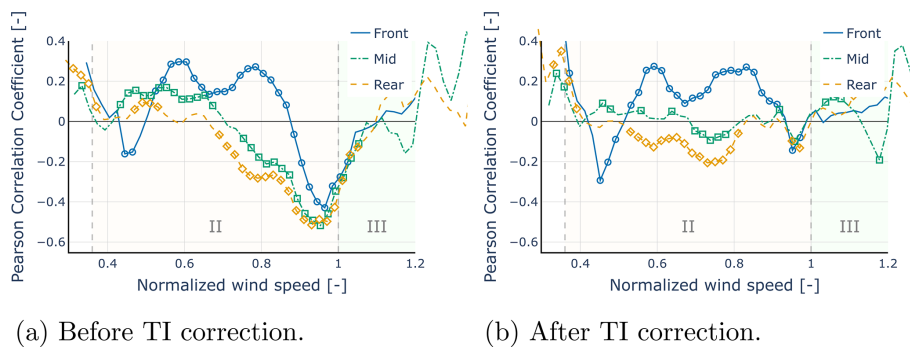 Pearson Correlation Coefficient [-]
0.4
0.2
0
−0.2
−0.4
−0.6
0.4
0.6
0.8
1
1.2
Normalized wind speed [-]
Front
Mid
Rear
II
III
(a) Before TI correction.
Pearson Correlation Coefficient [-]
0.4
0.2
0
−0.2
−0.4
−0.6
0.4
0.6
0.8
1
1.2
Normalized wind speed [-]
Front
Mid
Rear
II
III
(b) After TI correction.